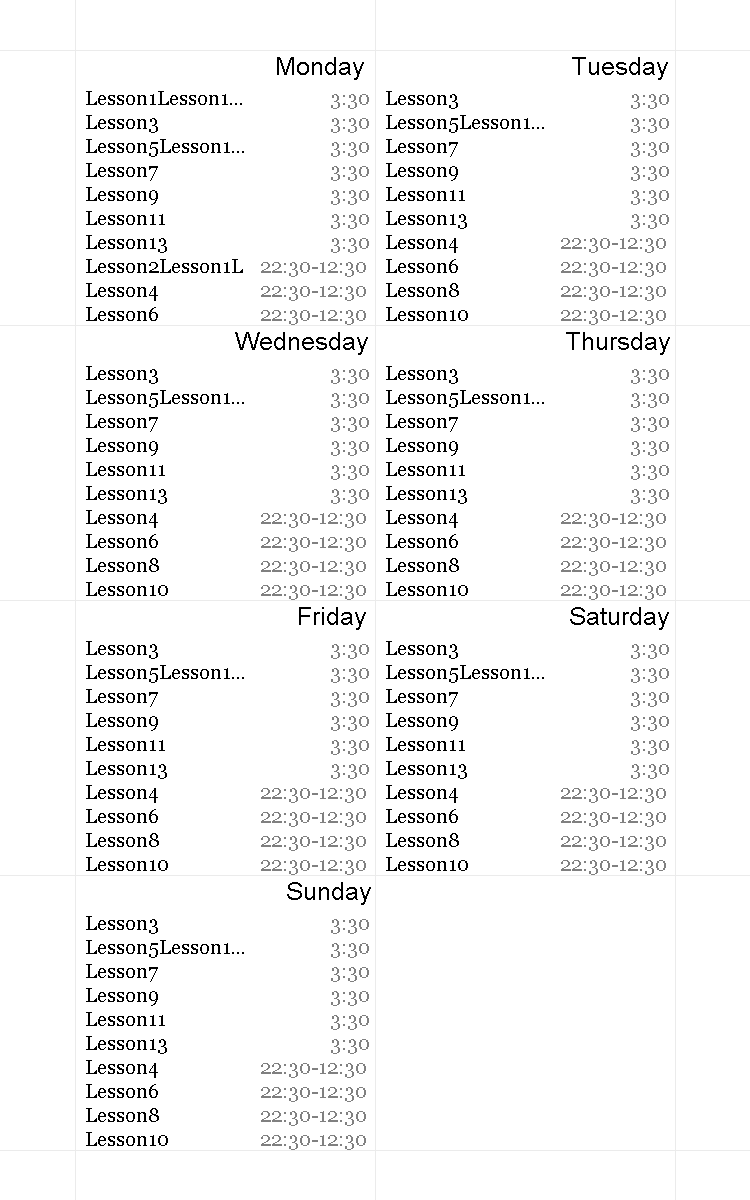 Monday
Lesson1Lesson1... 3:30
Lesson3 3:30
Lesson5Lesson1... 3:30
Lesson7 3:30
Lesson9 3:30
Lesson11 3:30
Lesson13 3:30
Lesson2Lesson1L 22:30-12:30
Lesson4 22:30-12:30
Lesson6 22:30-12:30
Tuesday
Lesson3 3:30
Lesson5Lesson1... 3:30
Lesson7 3:30
Lesson9 3:30
Lesson11 3:30
Lesson13 3:30
Lesson4 22:30-12:30
Lesson6 22:30-12:30
Lesson8 22:30-12:30
Lesson10 22:30-12:30
Wednesday
Lesson3 3:30
Lesson5Lesson1... 3:30
Lesson7 3:30
Lesson9 3:30
Lesson11 3:30
Lesson13 3:30
Lesson4 22:30-12:30
Lesson6 22:30-12:30
Lesson8 22:30-12:30
Lesson10 22:30-12:30
Thursday
Lesson3 3:30
Lesson5Lesson1... 3:30
Lesson7 3:30
Lesson9 3:30
Lesson11 3:30
Lesson13 3:30
Lesson4 22:30-12:30
Lesson6 22:30-12:30
Lesson8 22:30-12:30
Lesson10 22:30-12:30
Friday
Lesson3 3:30
Lesson5Lesson1... 3:30
Lesson7 3:30
Lesson9 3:30
Lesson11 3:30
Lesson13 3:30
Lesson4 22:30-12:30
Lesson6 22:30-12:30
Lesson8 22:30-12:30
Lesson10 22:30-12:30
Saturday
Lesson3 3:30
Lesson5Lesson1... 3:30
Lesson7 3:30
Lesson9 3:30
Lesson11 3:30
Lesson13 3:30
Lesson4 22:30-12:30
Lesson6 22:30-12:30
Lesson8 22:30-12:30
Lesson10 22:30-12:30
Sunday
Lesson3 3:30
Lesson5Lesson1... 3:30
Lesson7 3:30
Lesson9 3:30
Lesson11 3:30
Lesson13 3:30
Lesson4 22:30-12:30
Lesson6 22:30-12:30
Lesson8 22:30-12:30
Lesson10 22:30-12:30